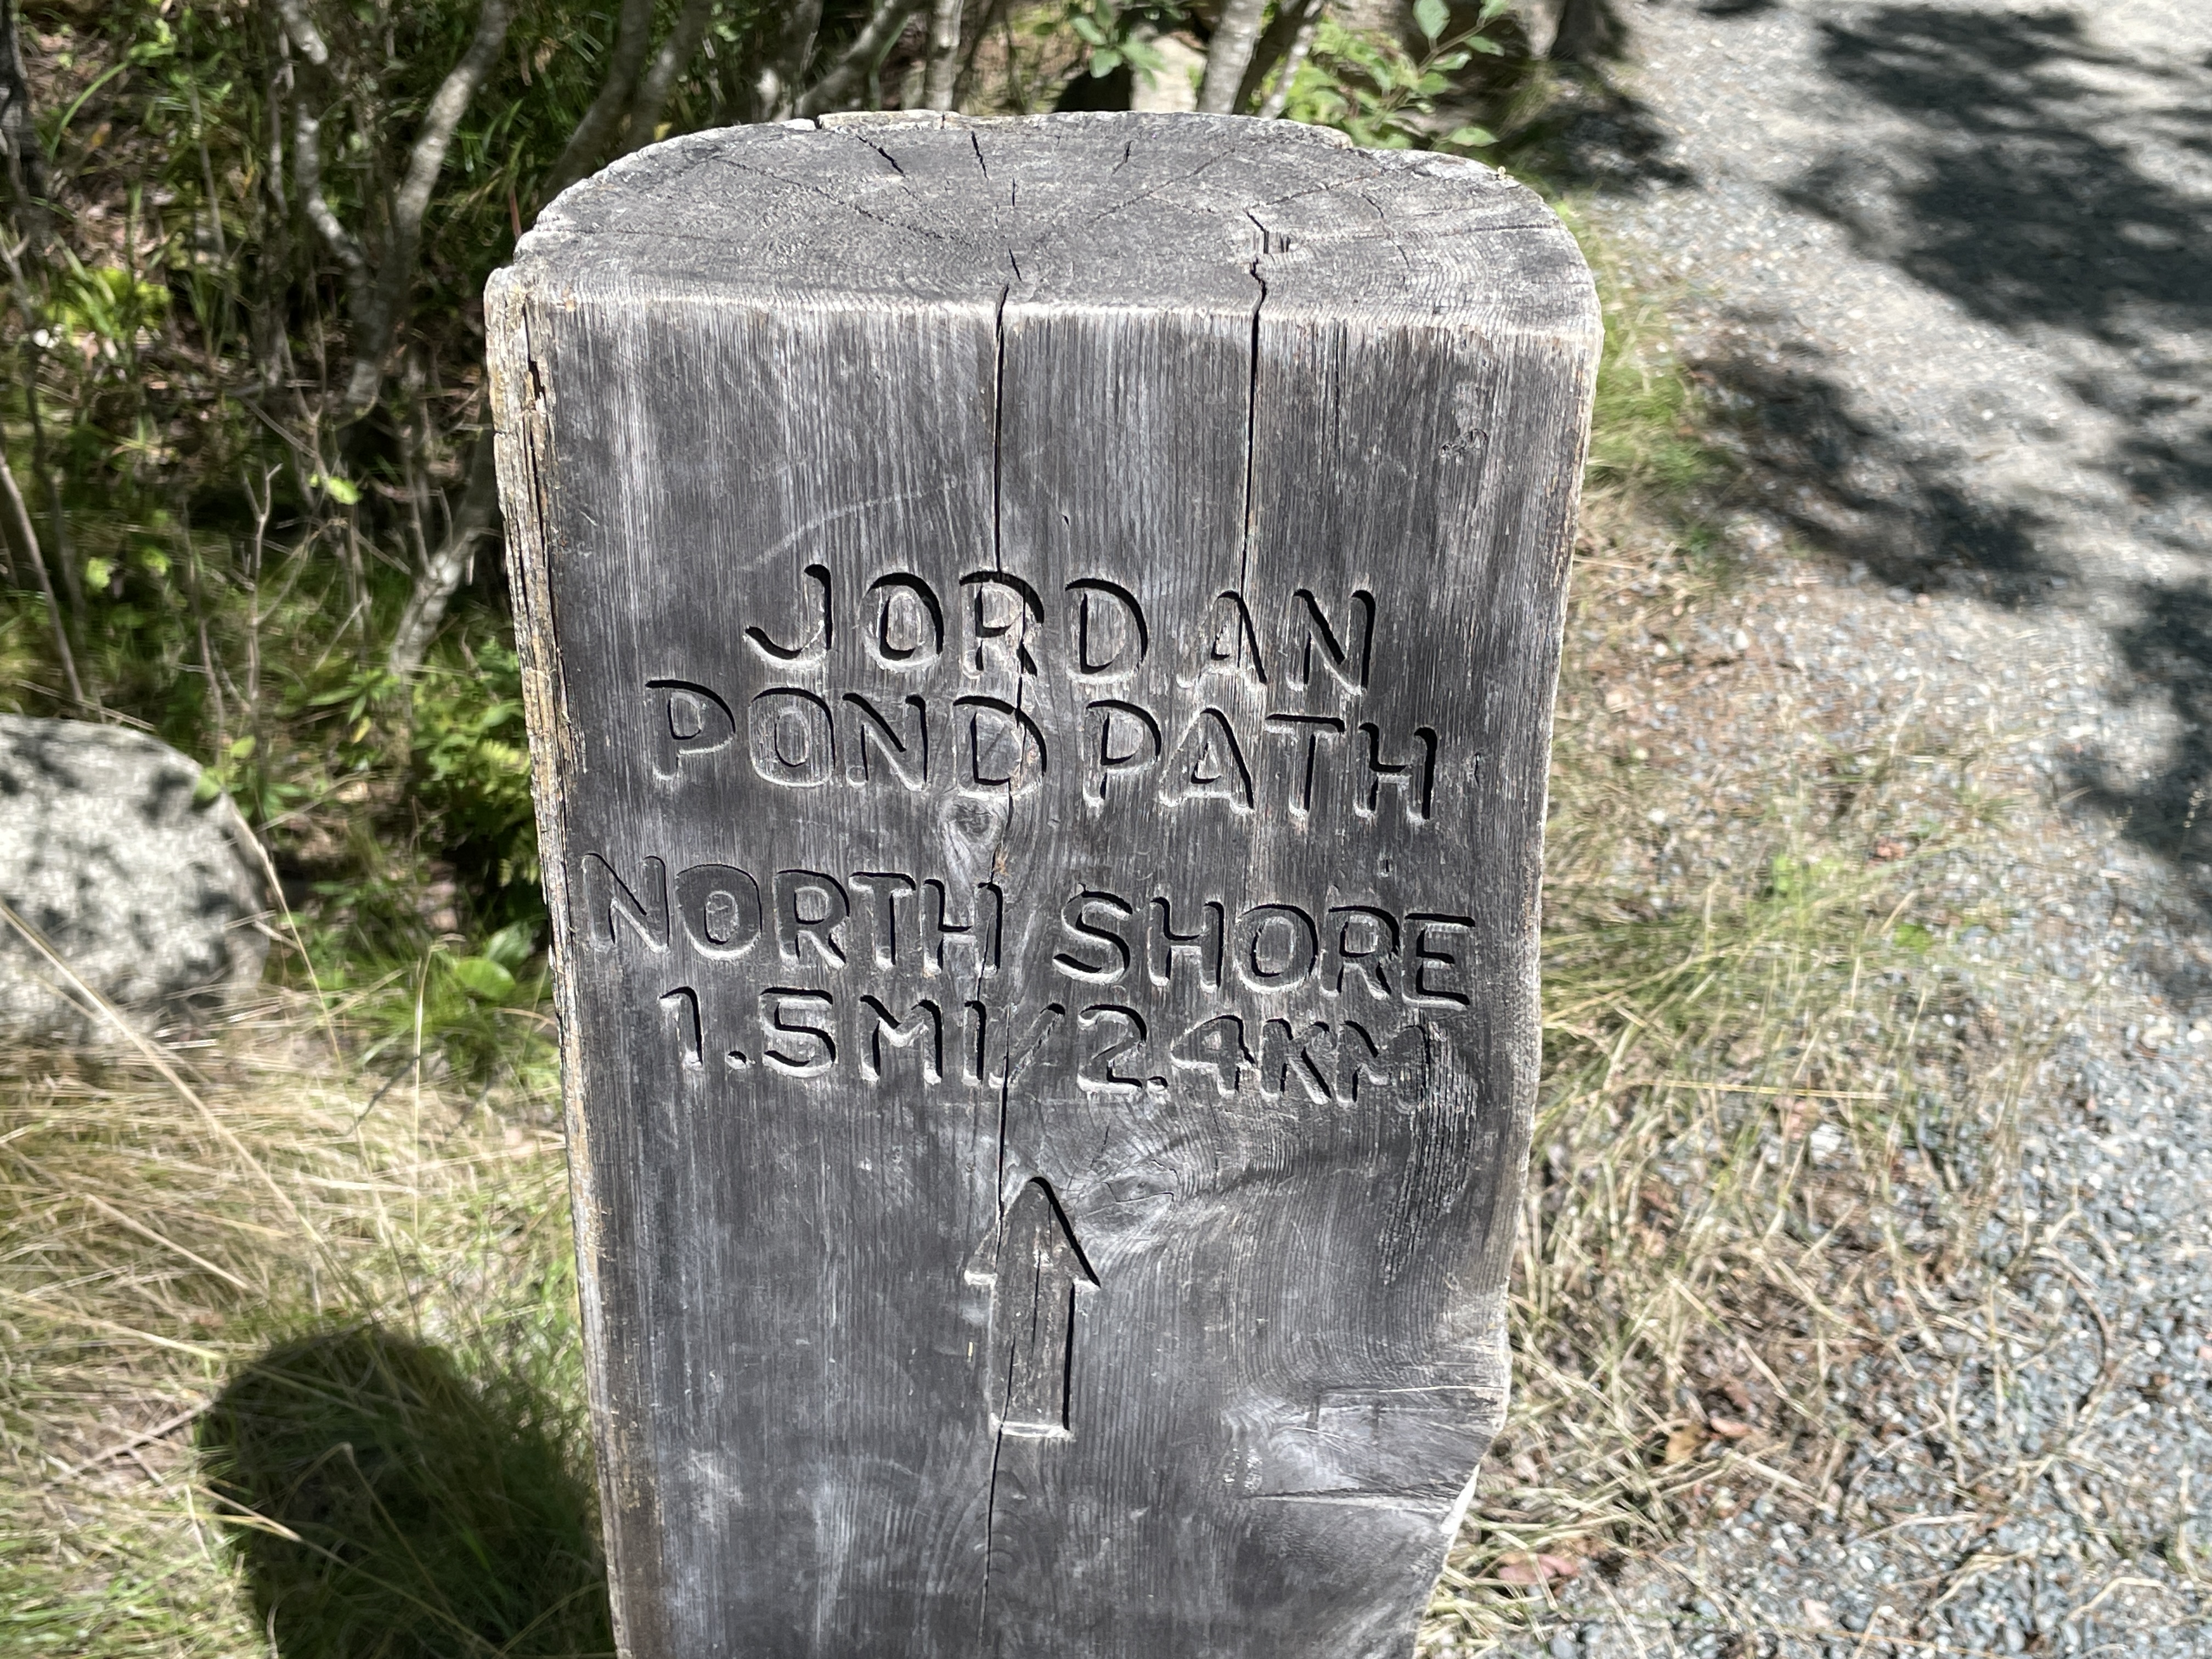 JORDAN
POND PATH
NORTH SHORE
1.5MI/2.4KM